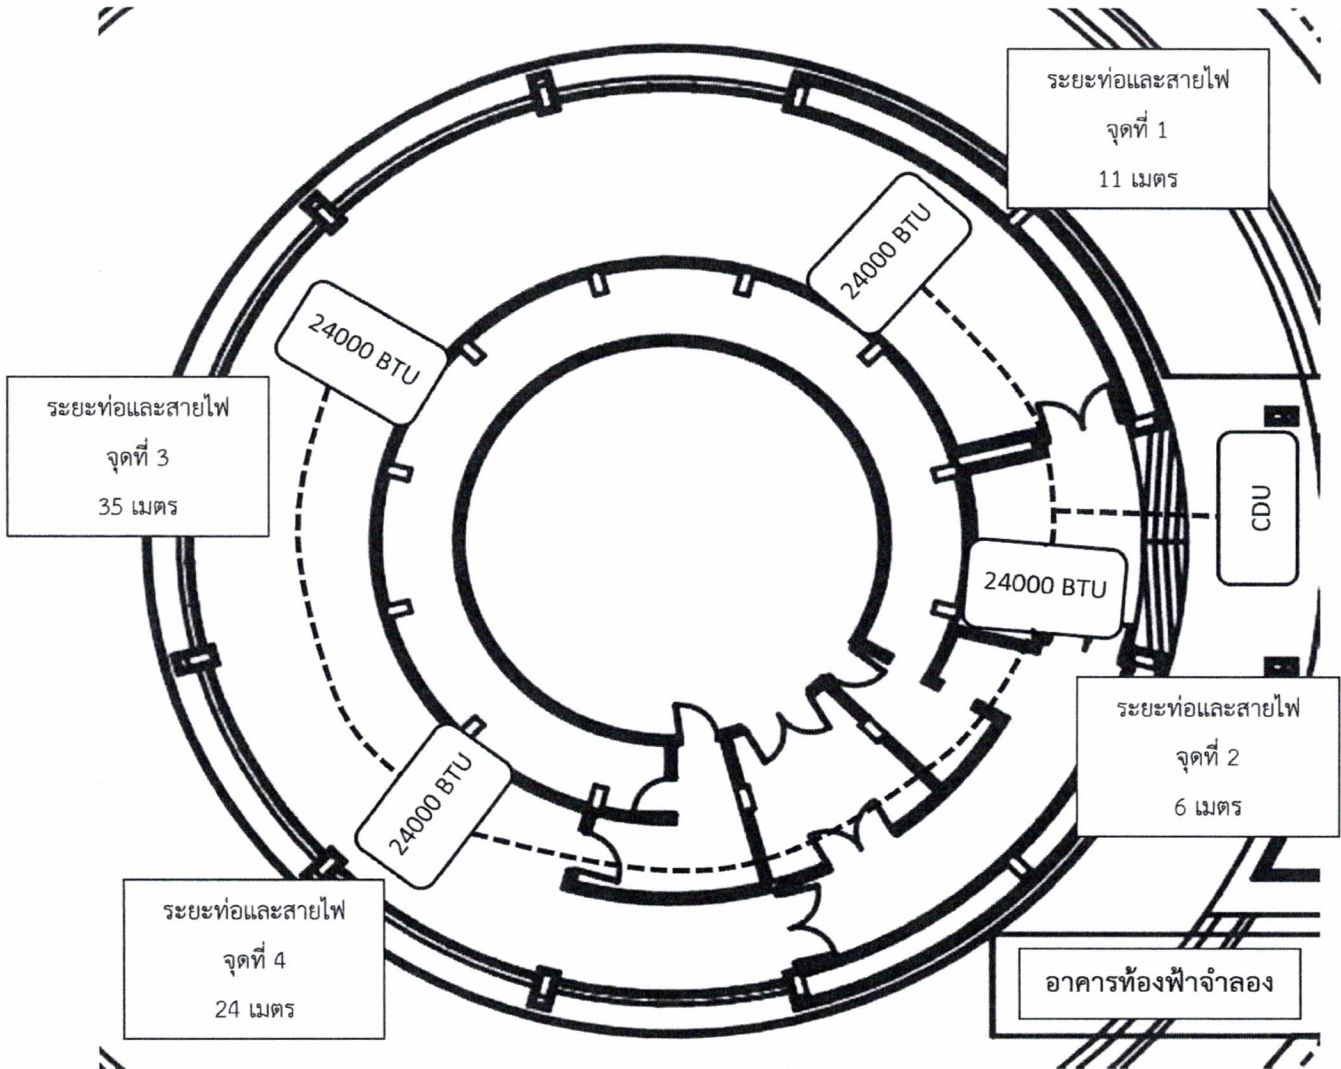 ระยะท่อและสายไฟ
จุดที่ 1
11 เมตร
24000 BTU
24000 BTU
ระยะท่อและสายไฟ
จุดที่ 3
35 เมตร
CDU
24000 BTU
ระยะท่อและสายไฟ
จุดที่ 2
6 เมตร
24000 BTU
ระยะท่อและสายไฟ
จุดที่ 4
24 เมตร
อาคารท้องฟ้าจำลอง